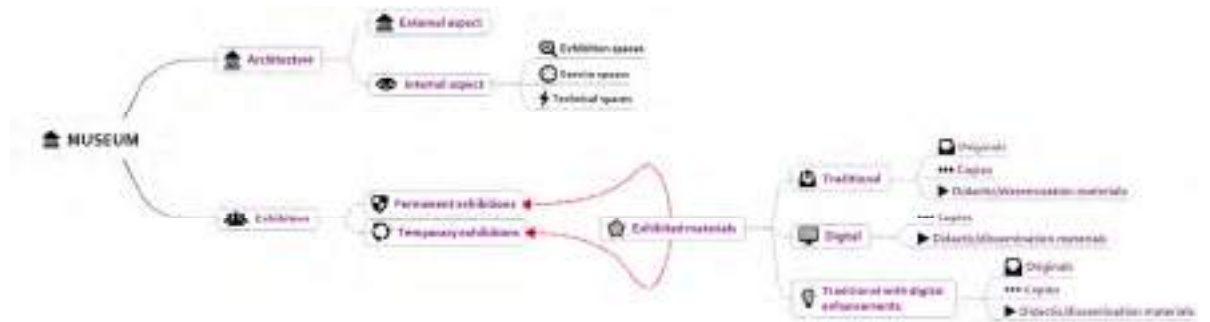 External aspect
Architecture
Exhibition spaces
Internal aspect
Service spaces
Technical spaces
MUSEUM
Originals
Traditional
Copies
Didactic/dissemination materials
Permanent exhibitions
Exhibition
Exhibited materials
Temporary exhibitions
Copies
Digital
Didactic/dissemination materials
Originals
Traditional with digital
enhancements
Copies
Didactic/dissemination materials